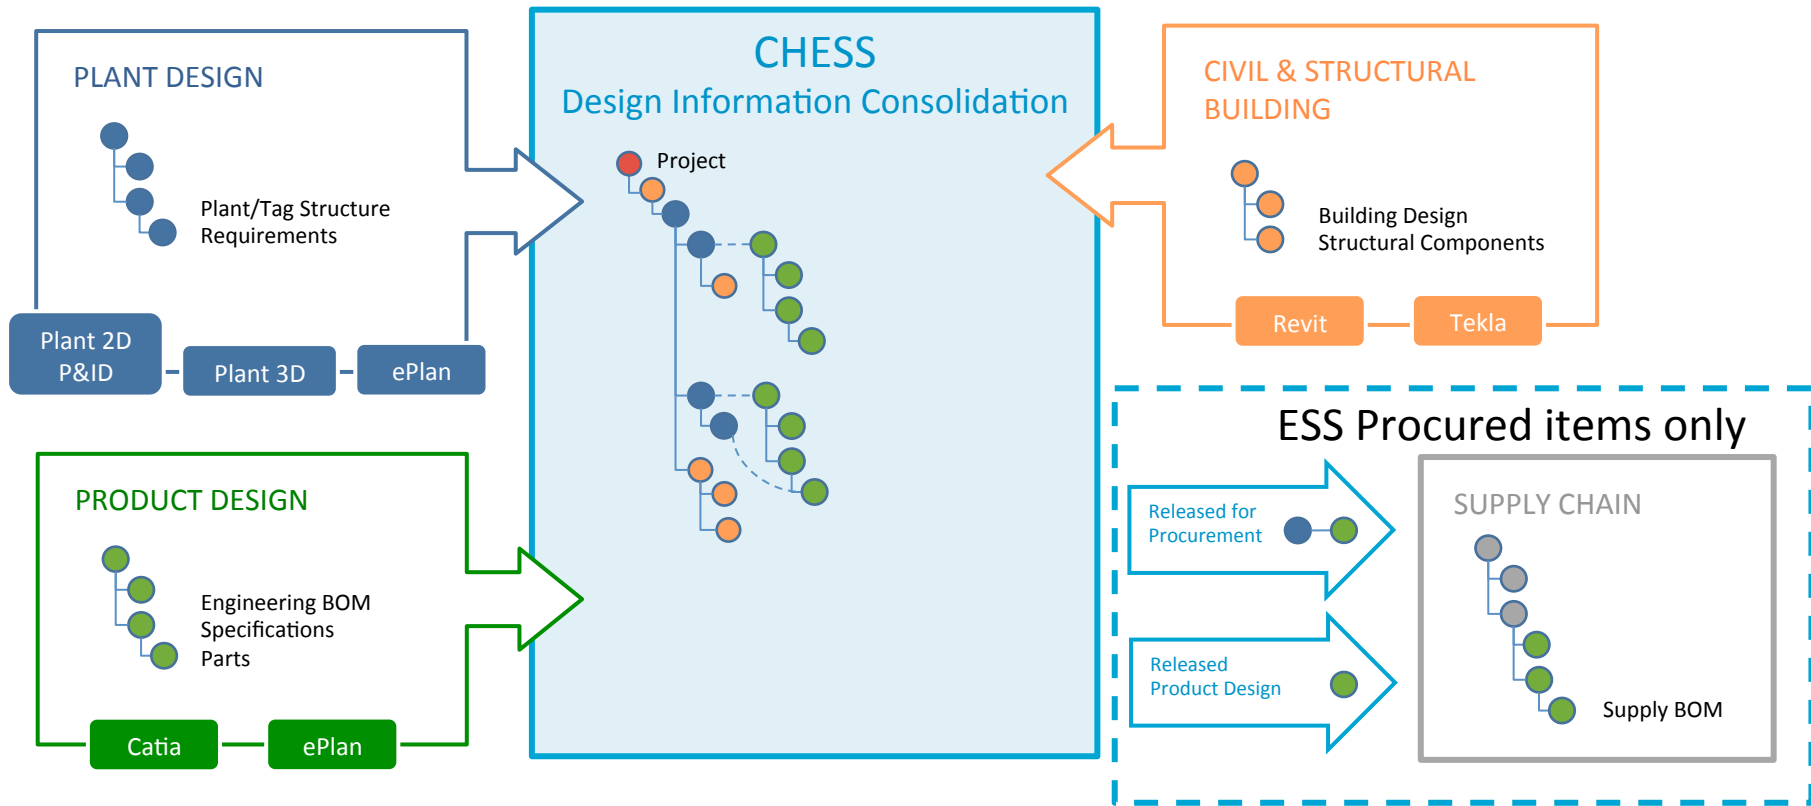 PLANT DESIGN
Plant/Tag Structure
Requirements
Plant 2D
P&ID
Plant 3D
ePlan
PRODUCT DESIGN
Engineering BOM
Specifications
Parts
Catia
ePlan
CHESS
Design Information Consolidation
Project
CIVIL & STRUCTURAL
BUILDING
Building Design
Structural Components
Revit
Tekla
ESS Procured items only
Released for
Procurement
Released
Product Design
SUPPLY CHAIN
Supply BOM